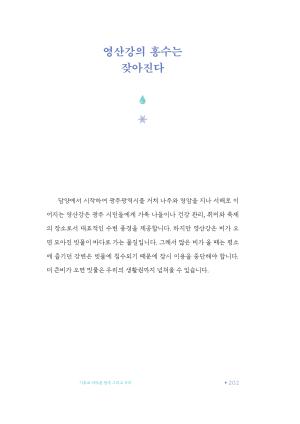 영산강의 홍수는
잦아진다
담양에서 시작하여 광주광역시를 거쳐 나주와 영암을 지나 서해로 이
어지는 영산강은 광주 시민들에게 가족 나들이나 건강 관리, 취미와 축제
의 장소로서 대표적인 수변 풍경을 제공합니다. 하지만 영산강은 비가 오
면 모아진 빗물이 바다로 가는 물길입니다. 그래서 많은 비가 올 때는 평소
에 즐기던 강변은 빗물에 침수되기 때문에 잠시 이용을 중단해야 합니다.
더 큰비가 오면 빗물은 우리의 생활권까지 넘쳐올 수 있습니다.
202